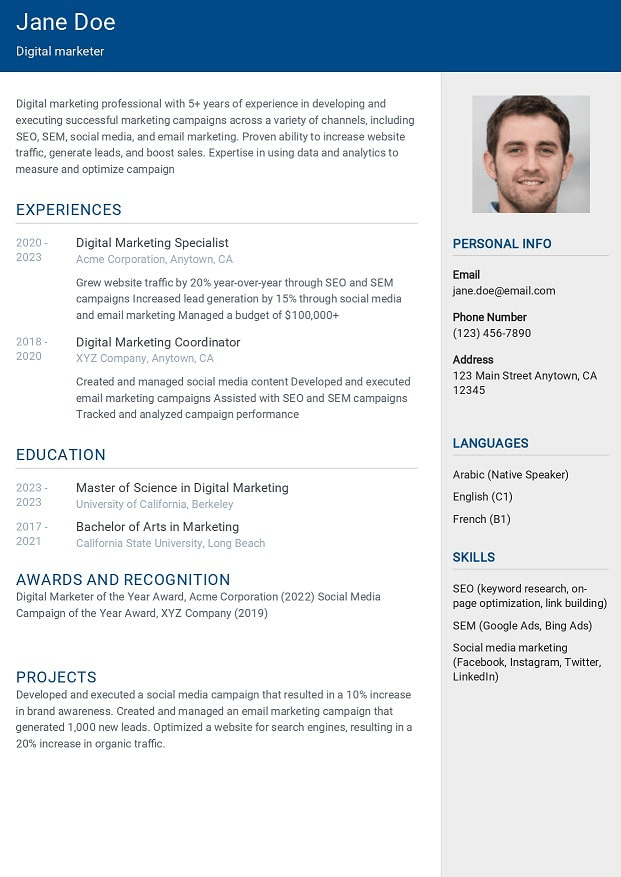 Jane Doe
Digital marketer
Digital marketing professional with 5+ years of experience in developing and
executing successful marketing campaigns across a variety of channels, including
SEO, SEM, social media, and email marketing. Proven ability to increase website
traffic, generate leads, and boost sales. Expertise in using data and analytics to
measure and optimize campaign
EXPERIENCES
2020 -
2023
Digital Marketing Specialist
Acme Corporation, Anytown, CA
Grew website traffic by 20% year-over-year through SEO and SEM
campaigns Increased lead generation by 15% through social media
and email marketing Managed a budget of $100,000+
2018 -
2020
Digital Marketing Coordinator
XYZ Company, Anytown, CA
Created and managed social media content Developed and executed
email marketing campaigns Assisted with SEO and SEM campaigns
Tracked and analyzed campaign performance
EDUCATION
2023 -
2023
Master of Science in Digital Marketing
University of California, Berkeley
2017 -
2021
Bachelor of Arts in Marketing
California State University, Long Beach
AWARDS AND RECOGNITION
Digital Marketer of the Year Award, Acme Corporation (2022) Social Media
Campaign of the Year Award, XYZ Company (2019)
PROJECTS
Developed and executed a social media campaign that resulted in a 10% increase
in brand awareness. Created and managed an email marketing campaign that
generated 1,000 new leads. Optimized a website for search engines, resulting in a
20% increase in organic traffic.
PERSONAL INFO
Email
jane.doe@email.com
Phone Number
(123) 456-7890
Address
123 Main Street Anytown, CA
12345
LANGUAGES
Arabic (Native Speaker)
English (C1)
French (B1)
SKILLS
SEO (keyword research, on-
page optimization, link building)
SEM (Google Ads, Bing Ads)
Social media marketing
(Facebook, Instagram, Twitter,
LinkedIn)